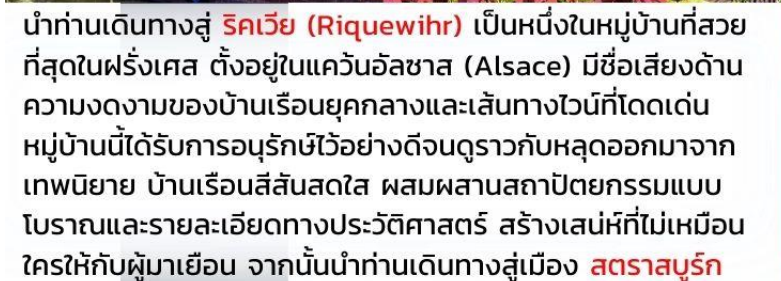 นำท่านเดินทางสู่ ริคเวีย (Riquewihr) เป็นหนึ่งในหมู่บ้านที่สวย
ที่สุดในฝรั่งเศส ตั้งอยู่ในแคว้นอัลซาส (Alsace) มีชื่อเสียงด้าน
ความงดงามของบ้านเรือนยุคกลางและเส้นทางไวน์ที่โดดเด่น
หมู่บ้านนี้ได้รับการอนุรักษ์ไว้อย่างดีจนดูราวกับหลุดออกมาจาก
เทพนิยาย บ้านเรือนสีสันสดใส ผสมผสานสถาปัตยกรรมแบบ
โบราณและรายละเอียดทางประวัติศาสตร์ สร้างเสน่ห์ที่ไม่เหมือน
ใครให้กับผู้มาเยือน จากนั้นนำท่านเดินทางสู่เมือง สตราสบูร์ก